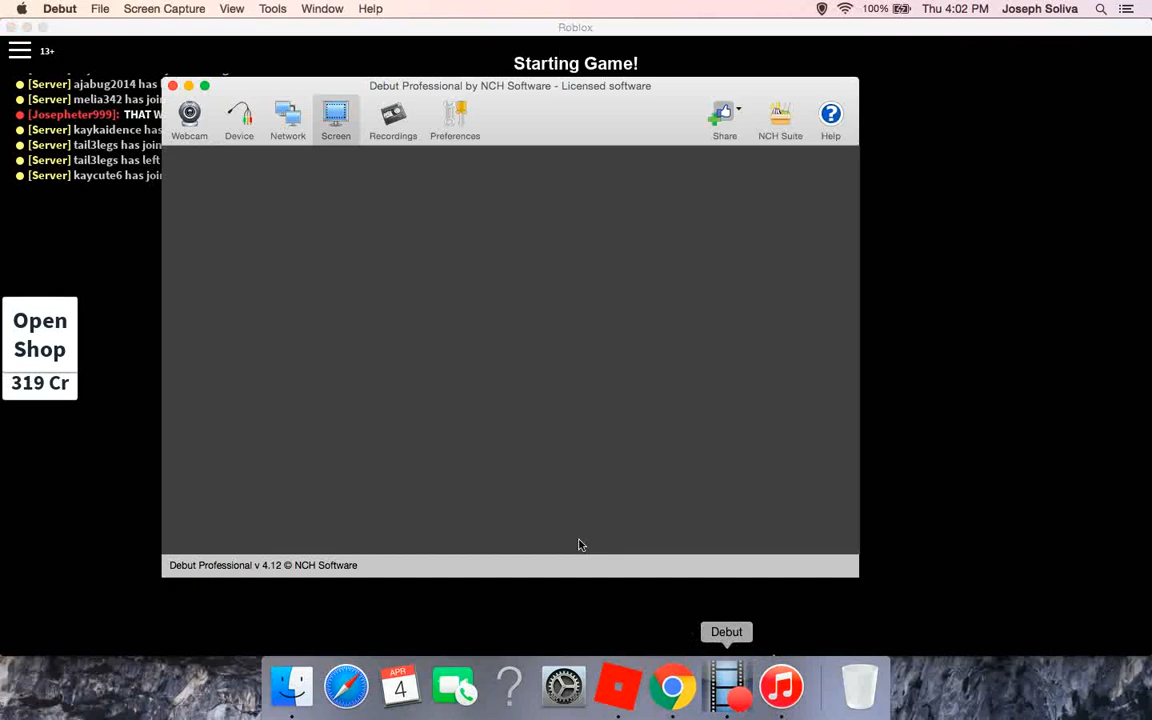 Debut File Screen Capture View Tools Window Help 100% Thu 4:02 PM Joseph Soliva
Roblox
13+
Starting Game!
[Server] ajabug2014 has
[Server] melia342 has joi
[Josepheter999]: THAT W
[Server] kaykaidence has
[Server] tail3legs has join
[Server] tail3legs has left
[Server] kaycute6 has joi
Debut Professional by NCH Software - Licensed software
Webcam Device Network Screen Recordings Preferences Share NCH Suite Help
Open
Shop
319 Cr
Debut Professional v 4.12 © NCH Software
Debut
APR
4